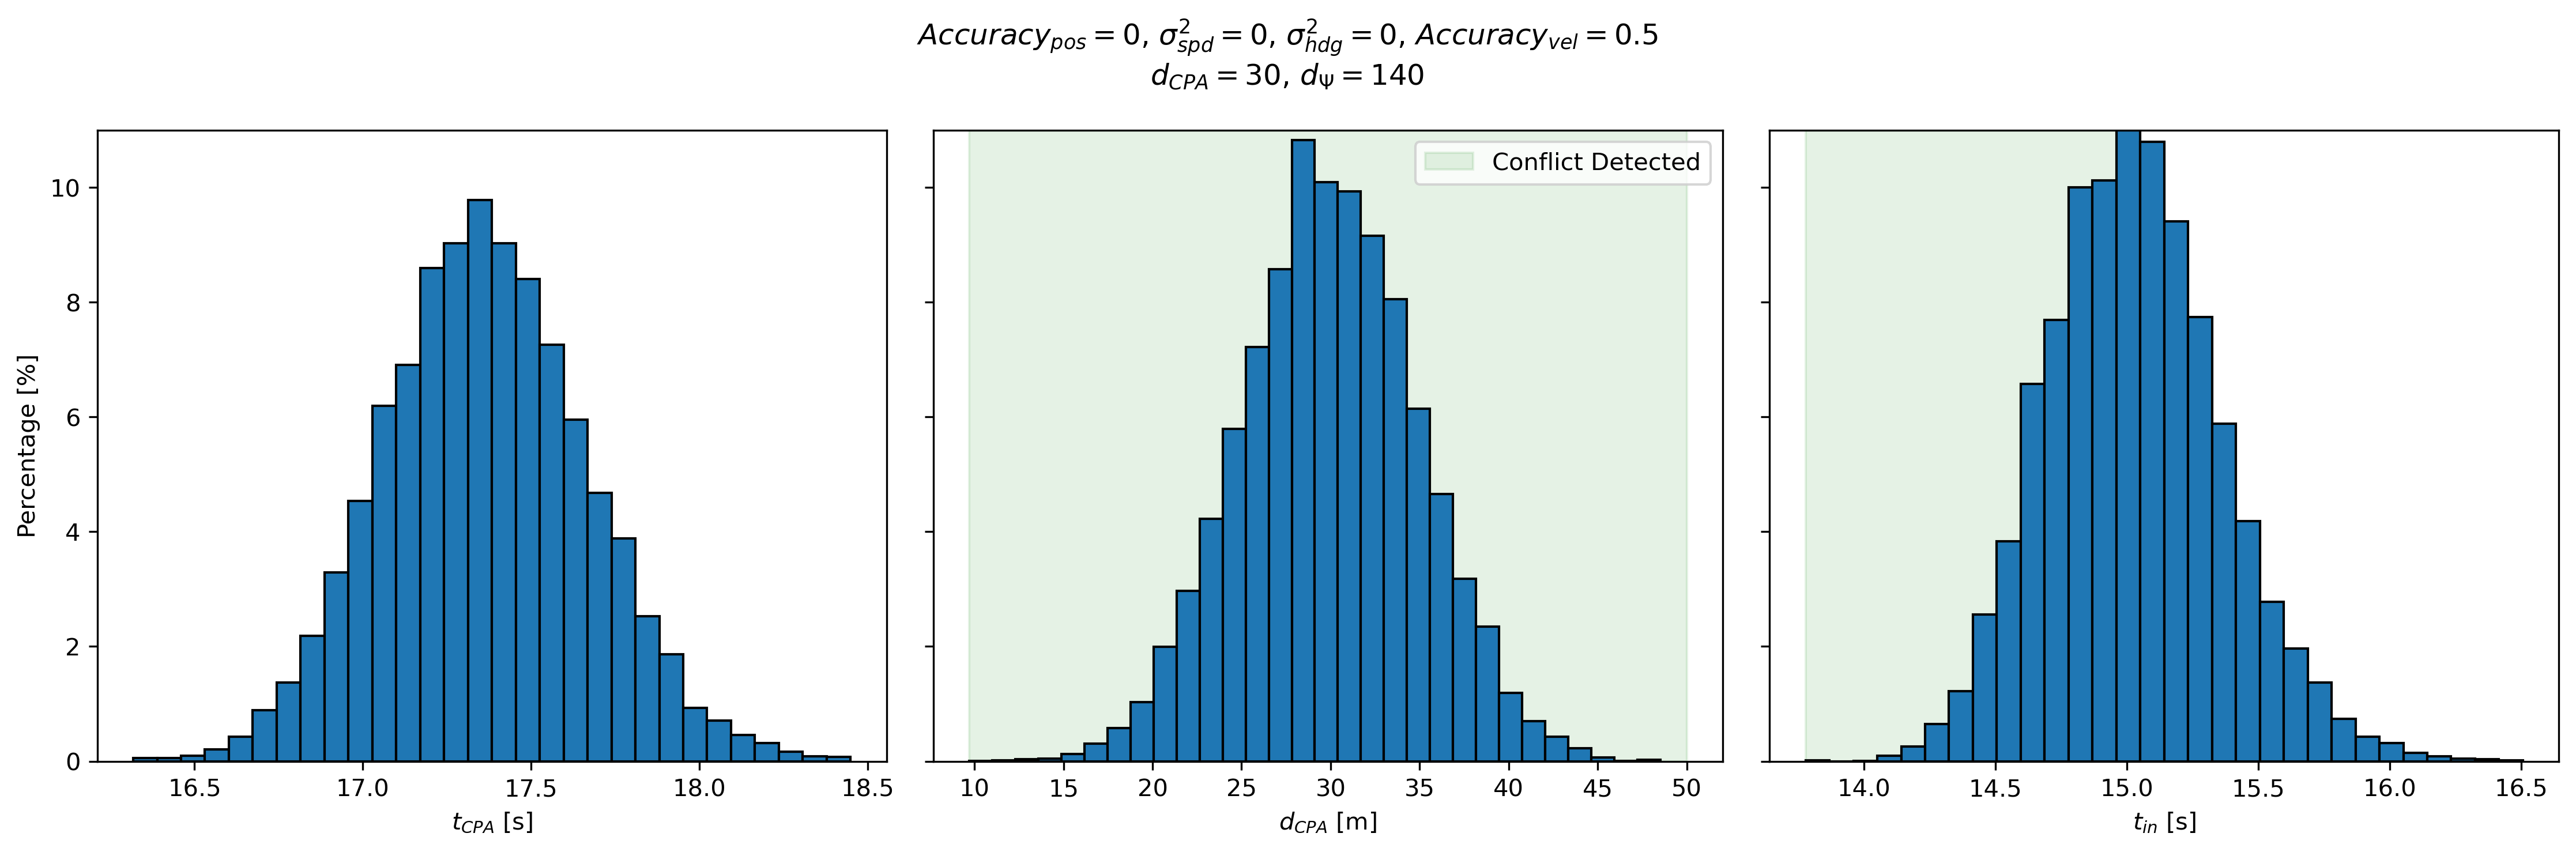 Accuracy_pos = 0, σ²_spd = 0, σ²_hdg = 0, Accuracy_vel = 0.5
d_CPA = 30, d_Ψ = 140
Percentage [%]
10
8
6
4
2
0
16.5 17.0 17.5 18.0 18.5
t_CPA [s]
Conflict Detected
10 15 20 25 30 35 40 45 50
d_CPA [m]
14.0 14.5 15.0 15.5 16.0 16.5
t_in [s]